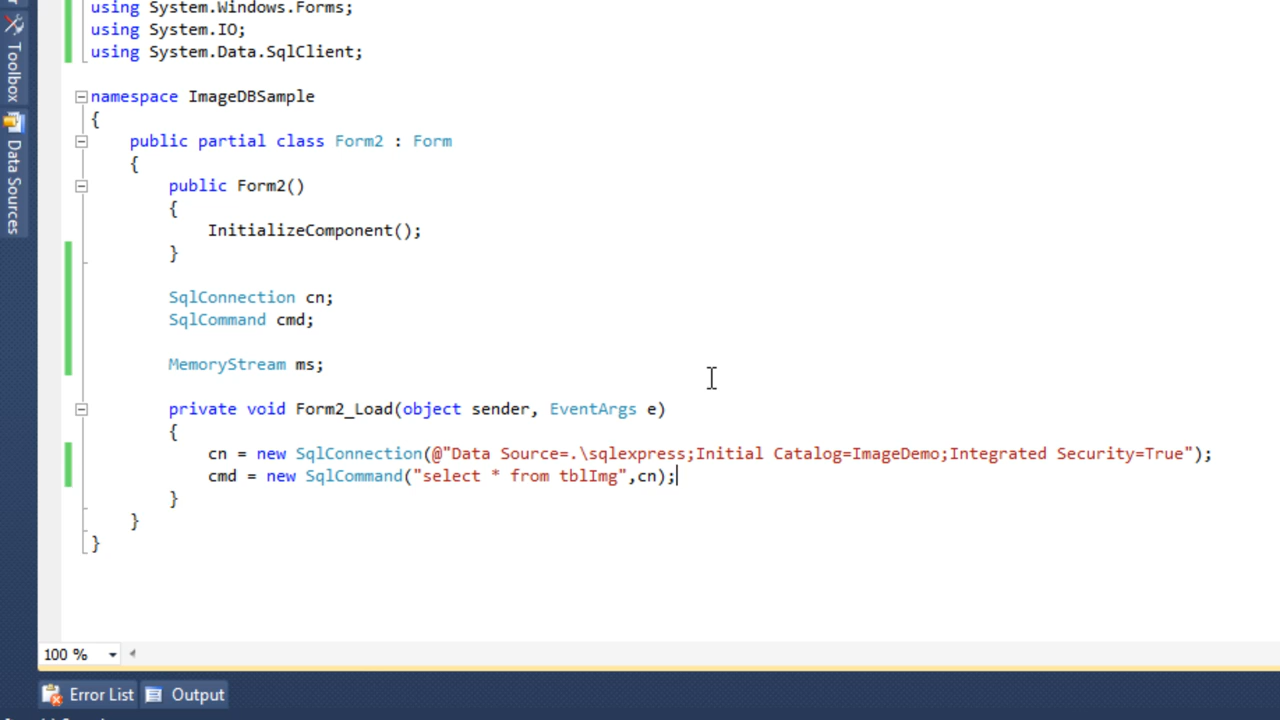 using System.Windows.Forms;
using System.IO;
using System.Data.SqlClient;
namespace ImageDBSample
{
public partial class Form2 : Form
{
public Form2()
{
InitializeComponent();
}
SqlConnection cn;
SqlCommand cmd;
MemoryStream ms;
private void Form2_Load(object sender, EventArgs e)
{
cn = new SqlConnection(@"Data Source=.\sqlexpress;Initial Catalog=ImageDemo;Integrated Security=True");
cmd = new SqlCommand("select * from tblImg",cn);
}
}
}
Toolbox
Data Sources
100 %
Error List
Output